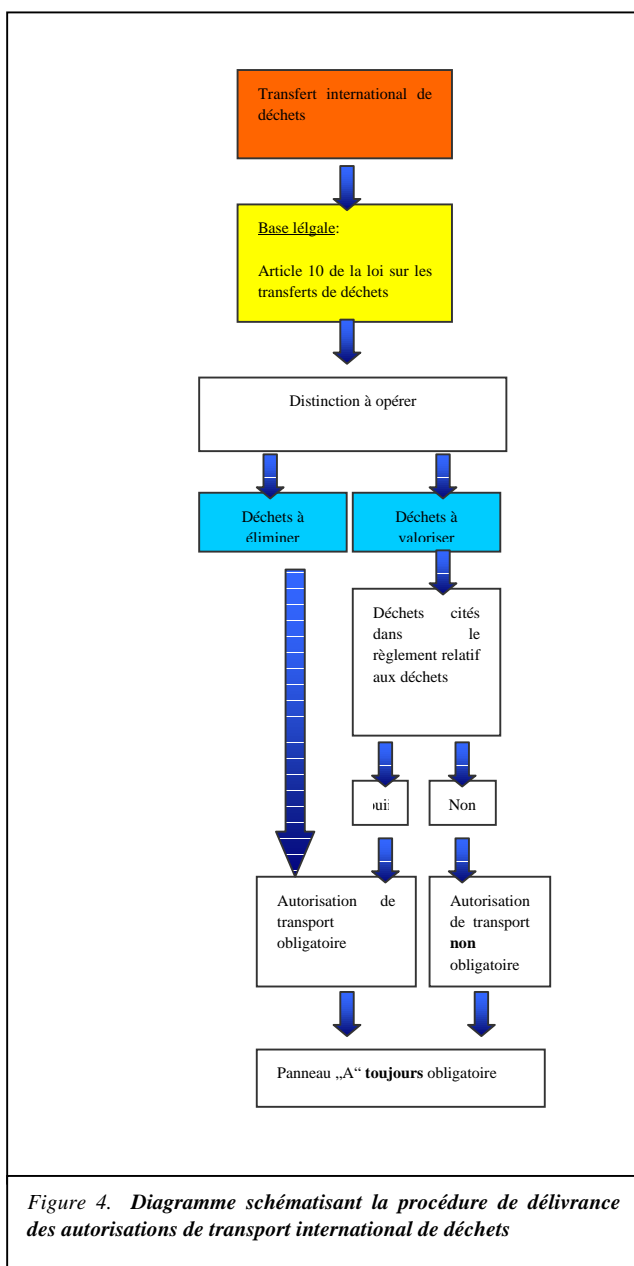 Transfert international de
déchets
Base lélgale:
Article 10 de la loi sur les
transferts de déchets
Distinction à opérer
Déchets à
éliminer
Déchets à
valoriser
Déchets cités
dans le
règlement relatif
aux déchets
oui
Non
Autorisation de
transport
obligatoire
Autorisation
de transport
non
obligatoire
Panneau „A“ toujours obligatoire
Figure 4. Diagramme schématisant la procédure de délivrance
des autorisations de transport international de déchets